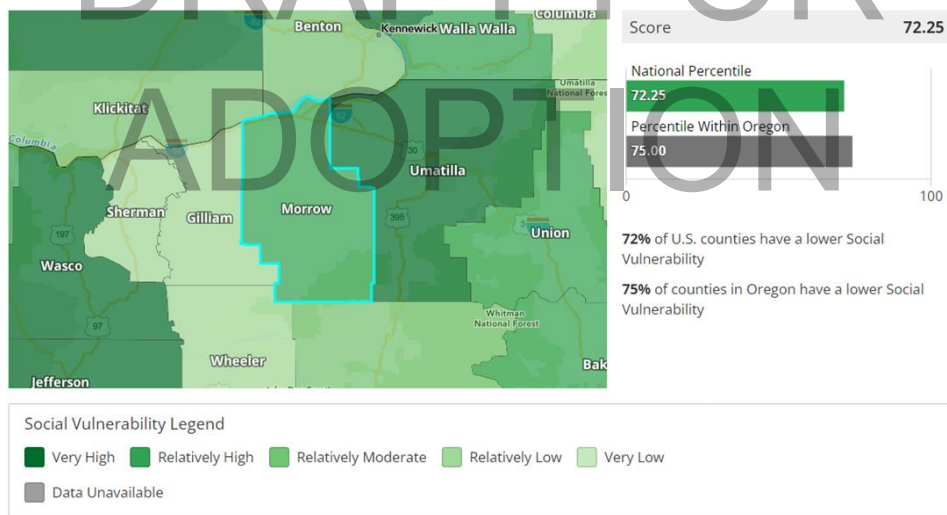 DRAFT FOR
ADOPTION
Columbia
Benton
Kennewick
Walla Walla
Umatilla
National Fores
Klickitat
82
Columbia
30
Umatilla
Sherman
Gilliam
Morrow
197
395
Union
Wasco
97
Whitman
National Forest
Wheeler
Bak
Jefferson
Score 72.25
National Percentile
72.25
Percentile Within Oregon
75.00
0 100
72% of U.S. counties have a lower Social
Vulnerability
75% of counties in Oregon have a lower Social
Vulnerability
Social Vulnerability Legend
Very High Relatively High Relatively Moderate Relatively Low Very Low
Data Unavailable